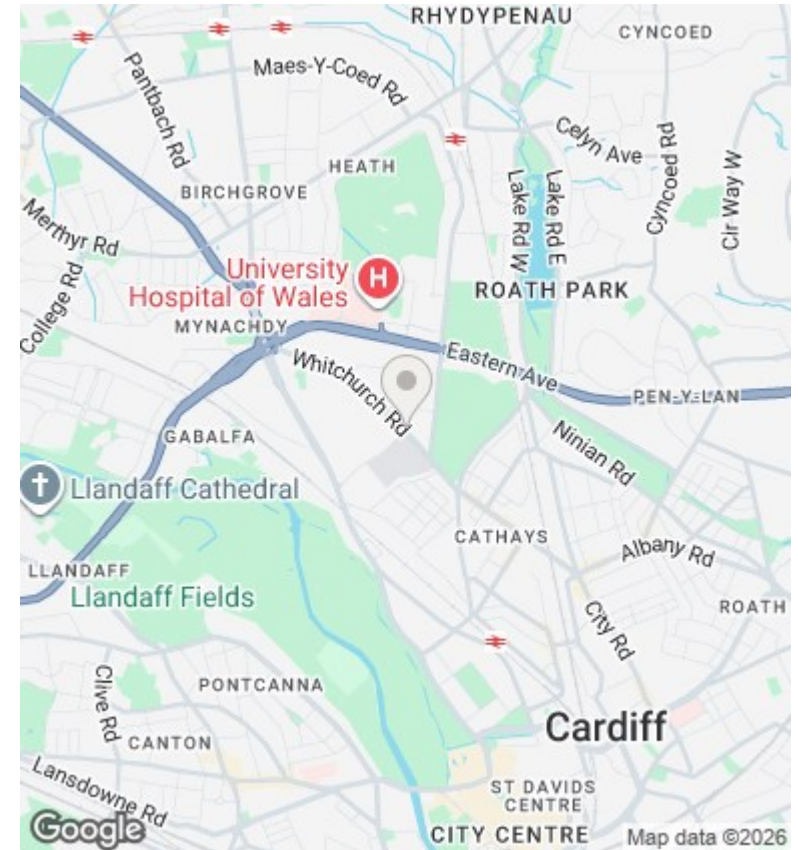 RHYDYPENAU
CYNCOED
Pantbach Rd
Maes-Y-Coed Rd
Celyn Ave
Cyncoed Rd
Clr Way W
HEATH
BIRCHGROVE
Lake Rd W
Lake Rd E
Merthyr Rd
College Rd
University
Hospital of Wales
H
ROATH PARK
MYNACHDY
Whitchurch Rd
Eastern Ave
PEN-Y-LAN
GABALFA
Ninian Rd
Llandaff Cathedral
CATHAYS
Albany Rd
LLANDAFF
Llandaff Fields
ROATH
City Rd
Clive Rd
PONTCANNA
CANTON
Cardiff
Lansdowne Rd
ST DAVIDS
CENTRE
CITY CENTRE
Google
Map data ©2026